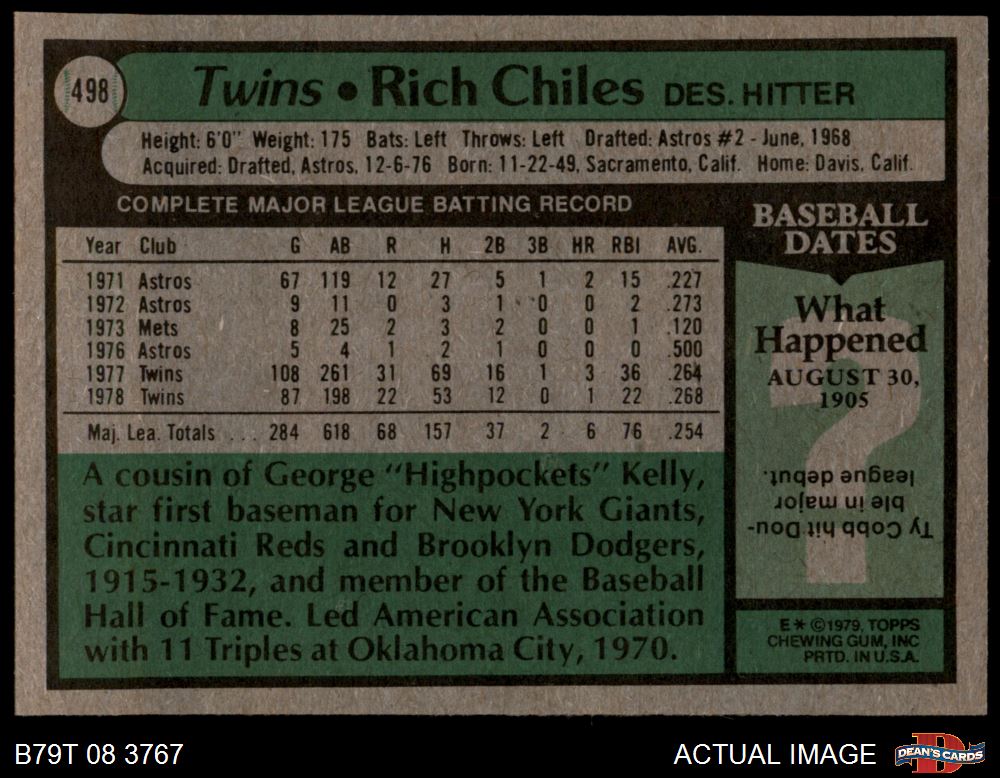 498
Twins • Rich Chiles DES. HITTER
Height: 6'0" Weight: 175 Bats: Left Throws: Left Drafted: Astros #2 - June, 1968
Acquired: Drafted, Astros, 12-6-76 Born: 11-22-49, Sacramento, Calif. Home: Davis, Calif.
COMPLETE MAJOR LEAGUE BATTING RECORD
Year Club G AB R H 2B 3B HR RBI AVG.
1971 Astros 67 119 12 27 5 1 2 15 .227
1972 Astros 9 11 0 3 1 0 0 2 .273
1973 Mets 8 25 2 3 2 0 0 1 .120
1976 Astros 5 4 1 2 1 0 0 0 .500
1977 Twins 108 261 31 69 16 1 3 36 .264
1978 Twins 87 198 22 53 12 0 1 22 .268
Maj. Lea. Totals ... 284 618 68 157 37 2 6 76 .254
A cousin of George "Highpockets" Kelly,
star first baseman for New York Giants,
Cincinnati Reds and Brooklyn Dodgers,
1915-1932, and member of the Baseball
Hall of Fame. Led American Association
with 11 Triples at Oklahoma City, 1970.
BASEBALL
DATES
What
Happened
AUGUST 30,
1905
?
Ty Cobb hit Dou-
ble in major
league debut.
E* ©1979, TOPPS
CHEWING GUM, INC
PRTD. IN U.S.A.
B79T 08 3767
ACTUAL IMAGE
DEAN'S CARDS